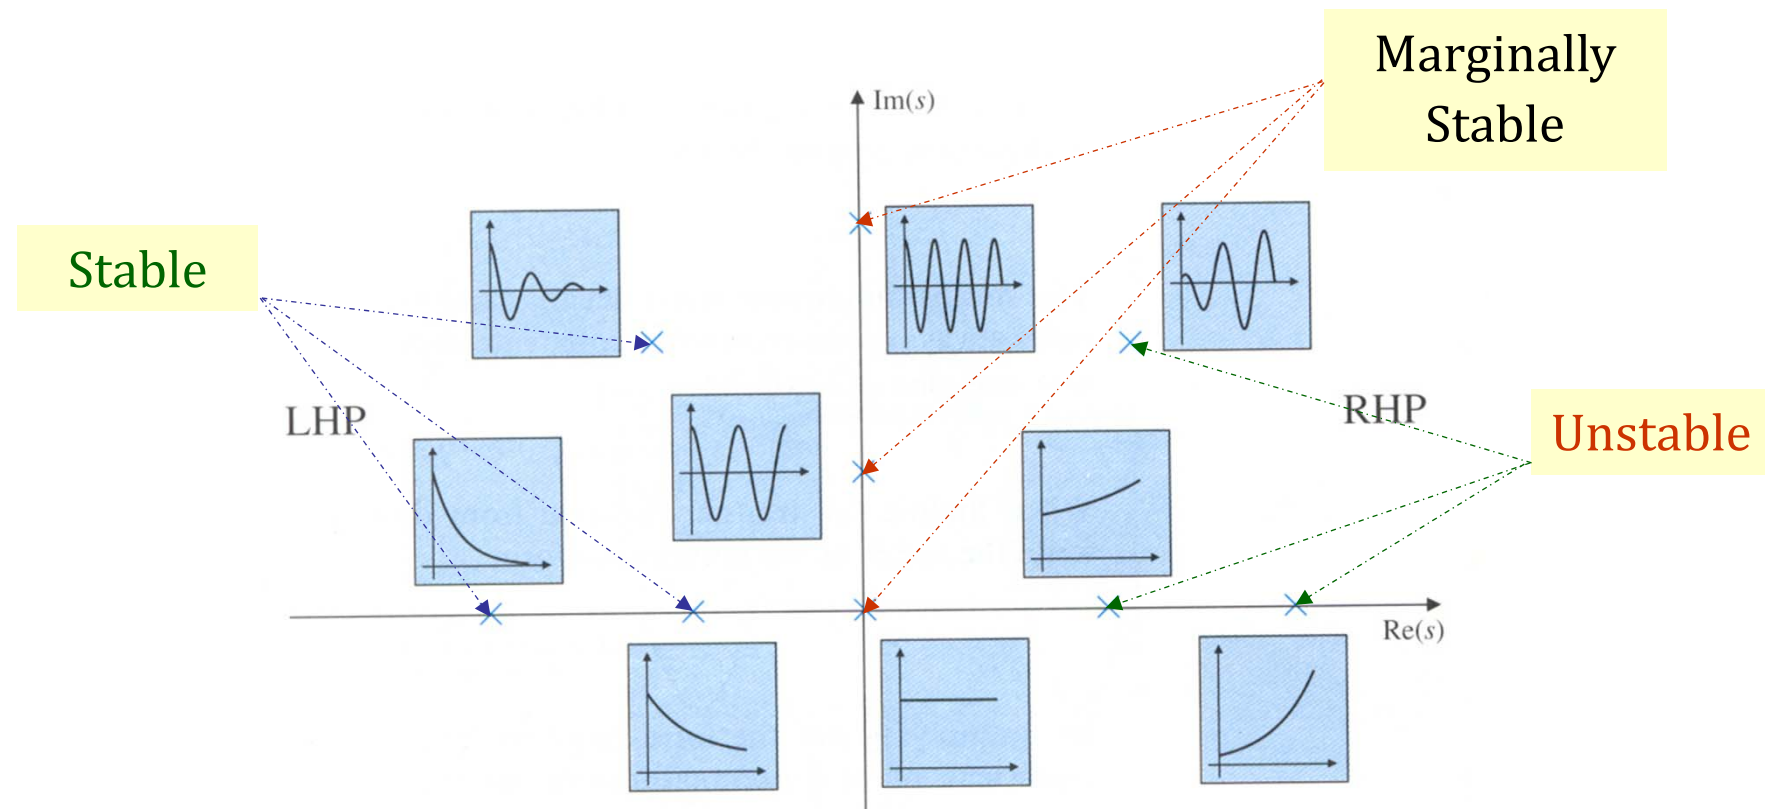 Marginally
Stable
Im(s)
Stable
LHP
RHP
Unstable
Re(s)